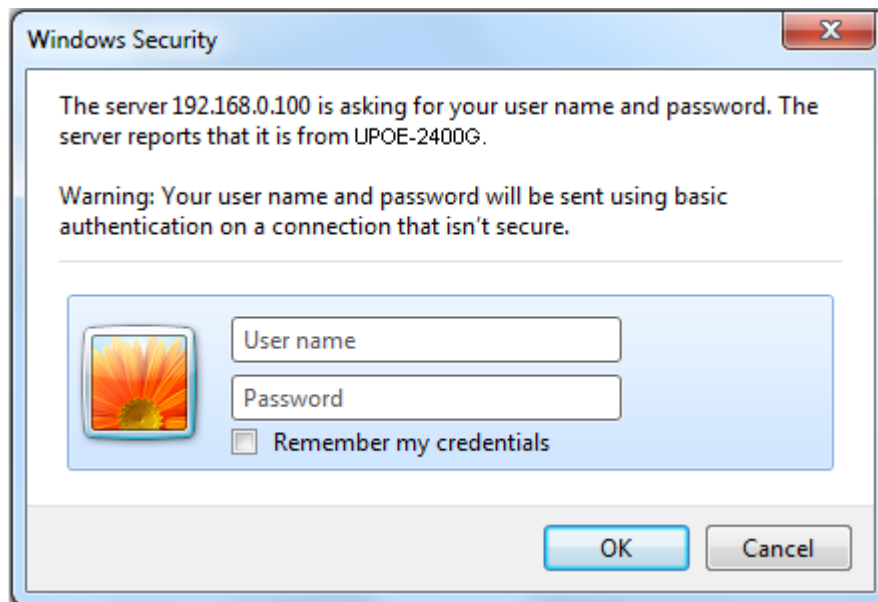 Windows Security
The server 192.168.0.100 is asking for your user name and password. The
server reports that it is from UPOE-2400G.
Warning: Your user name and password will be sent using basic
authentication on a connection that isn't secure.
User name
Password
Remember my credentials
OK
Cancel